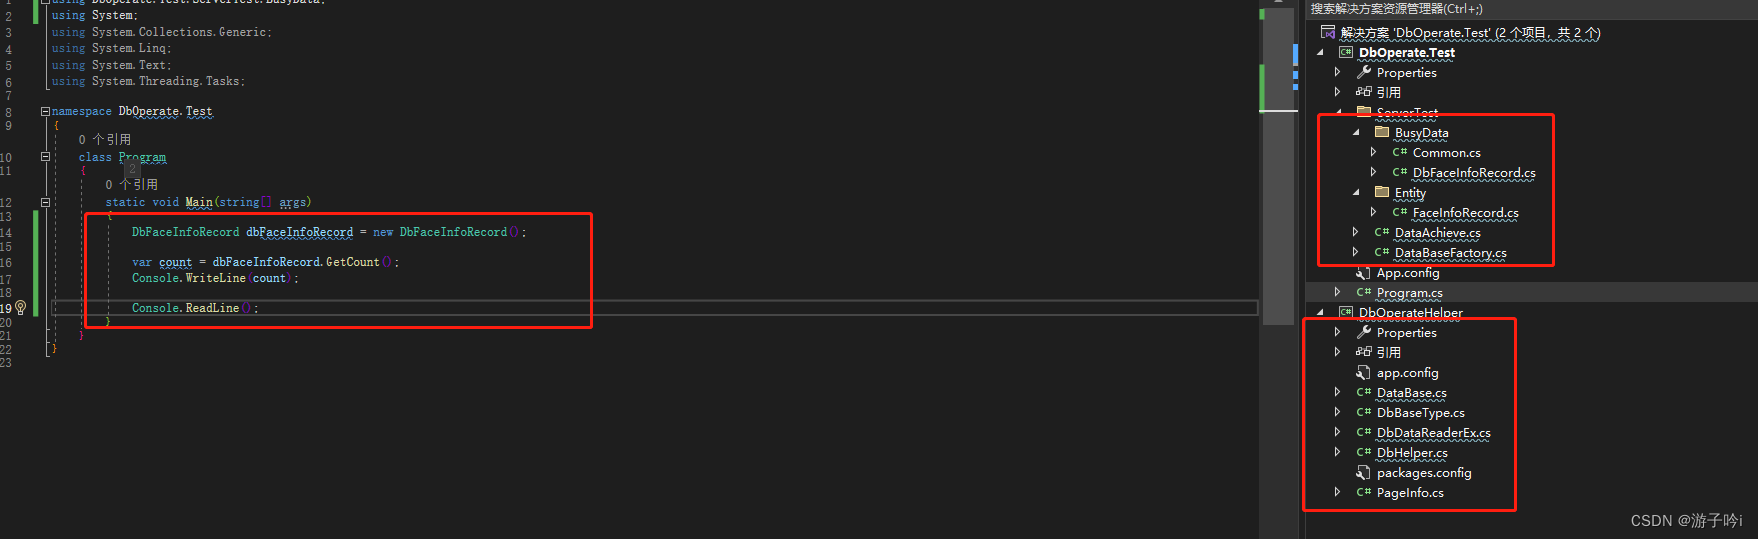 using DbOperate.Test.ServerTest.BusyData;
2 using System;
3 using System.Collections.Generic;
4 using System.Linq;
5 using System.Text;
6 using System.Threading.Tasks;
7
8 namespace DbOperate.Test
9 {
0 个引用
10 class Program
11 {
2
0 个引用
12 static void Main(string[] args)
13 {
14 DbFaceInfoRecord dbFaceInfoRecord = new DbFaceInfoRecord();
15
16 var count = dbFaceInfoRecord.GetCount();
17 Console.WriteLine(count);
18
19 Console.ReadLine();
20 }
21 }
22 }
23
搜索解决方案资源管理器(Ctrl+;)
解决方案 'DbOperate.Test' (2 个项目，共 2 个)
C# DbOperate.Test
Properties
引用
ServerTest
BusyData
C# Common.cs
C# DbFaceInfoRecord.cs
Entity
C# FaceInfoRecord.cs
C# DataAchieve.cs
C# DataBaseFactory.cs
App.config
C# Program.cs
C# DbOperateHelper
Properties
引用
app.config
C# DataBase.cs
C# DbBaseType.cs
C# DbDataReaderEx.cs
C# DbHelper.cs
packages.config
C# PageInfo.cs
CSDN @游子吟i